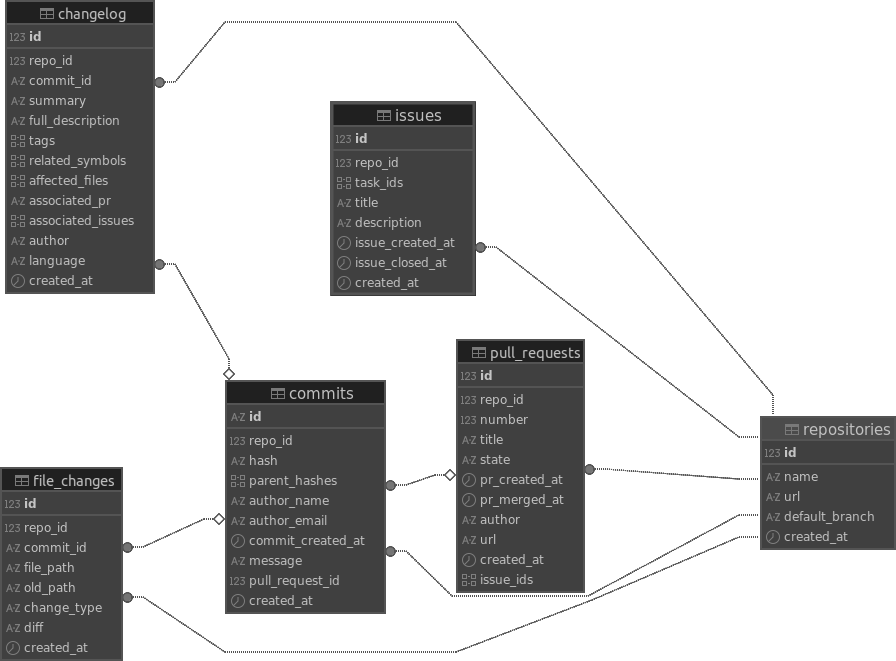 changelog
123 id
123 repo_id
A-Z commit_id
A-Z summary
A-Z full_description
tags
related_symbols
affected_files
A-Z associated_pr
associated_issues
A-Z author
A-Z language
created_at
issues
123 id
123 repo_id
task_ids
A-Z title
A-Z description
issue_created_at
issue_closed_at
created_at
pull_requests
123 id
123 repo_id
123 number
A-Z title
A-Z state
pr_created_at
pr_merged_at
A-Z author
A-Z url
created_at
issue_ids
commits
A-Z id
123 repo_id
A-Z hash
parent_hashes
A-Z author_name
A-Z author_email
commit_created_at
A-Z message
123 pull_request_id
created_at
repositories
123 id
A-Z name
A-Z url
A-Z default_branch
created_at
file_changes
123 id
123 repo_id
A-Z commit_id
A-Z file_path
A-Z old_path
A-Z change_type
A-Z diff
created_at